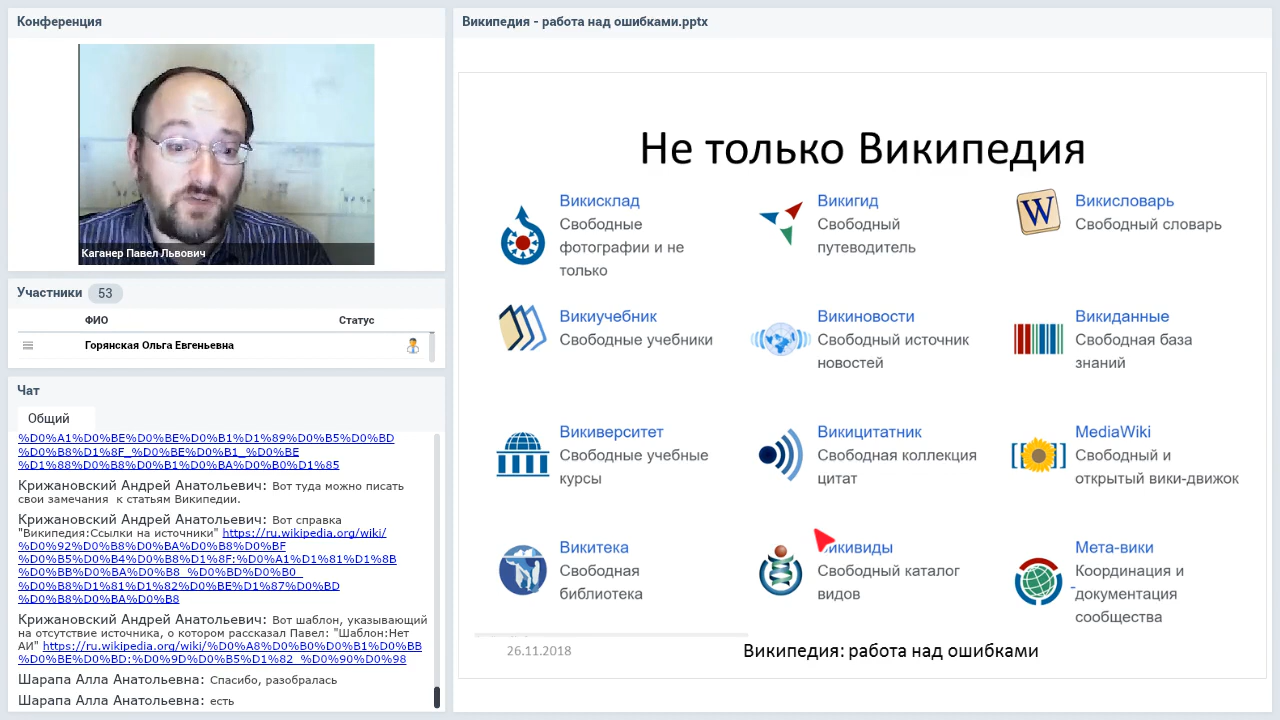 Конференция
Каганер Павел Львович
Участники 53
ФИО Статус
Горянская Ольга Евгеньевна
Чат
Общий
%D0%A1%D0%BE%D0%BE%D0%B1%D1%89%D0%B5%D0%BD
%D0%B8%D1%8F_%D0%BE%D0%B1_%D0%BE
%D1%88%D0%B8%D0%B1%D0%BA%D0%B0%D1%85
Крижановский Андрей Анатольевич: Вот туда можно писать
свои замечания к статьям Википедии.
Крижановский Андрей Анатольевич: Вот справка
"Википедия:Ссылки на источники" https://ru.wikipedia.org/wiki/
%D0%92%D0%B8%D0%BA%D0%B8%D0%BF
%D0%B5%D0%B4%D0%B8%D1%8F:%D0%A1%D1%81%D1%8B
%D0%BB%D0%BA%D0%B8_%D0%BD%D0%B0_
%D0%B8%D1%81%D1%82%D0%BE%D1%87%D0%BD
%D0%B8%D0%BA%D0%B8
Крижановский Андрей Анатольевич: Вот шаблон, указывающий
на отсутствие источника, о котором рассказал Павел: "Шаблон:Нет
АИ" https://ru.wikipedia.org/wiki/%D0%A8%D0%B0%D0%B1%D0%BB
%D0%BE%D0%BD:%D0%9D%D0%B5%D1%82_%D0%90%D0%98
Шарапа Алла Анатольевна: Спасибо, разобралась
Шарапа Алла Анатольевна: есть
Википедия - работа над ошибками.pptx
Не только Википедия
Викисклад
Свободные
фотографии и не
только
Викигид
Свободный
путеводитель
W
Викисловарь
Свободный словарь
Викиучебник
Свободные учебники
Викиновости
Свободный источник
новостей
Викиданные
Свободная база
знаний
Викиверситет
Свободные учебные
курсы
Викицитатник
Свободная коллекция
цитат
MediaWiki
Свободный и
открытый вики-движок
Викитека
Свободная
библиотека
Викивиды
Свободный каталог
видов
Мета-вики
Координация и
документация
сообщества
26.11.2018
Википедия: работа над ошибками